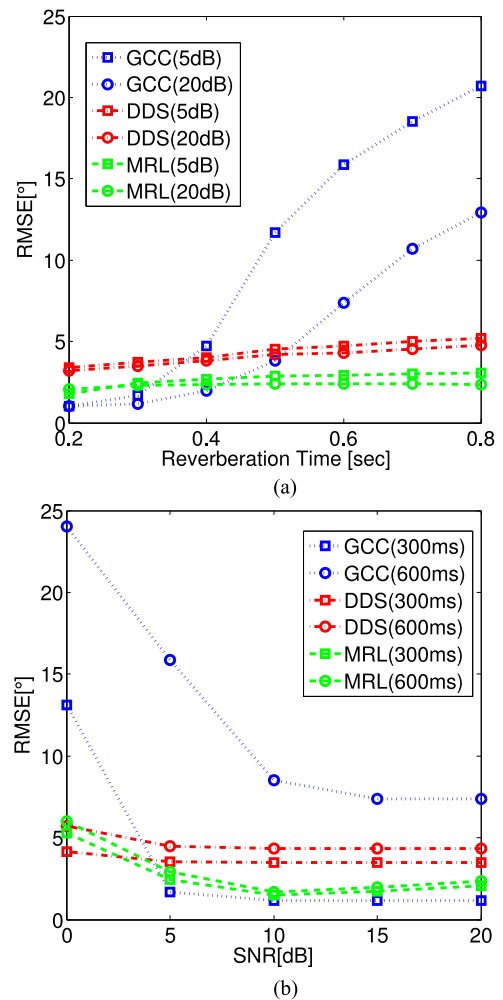 25
20
15
10
5
0
RMSE[°]
GCC(5dB)
GCC(20dB)
DDS(5dB)
DDS(20dB)
MRL(5dB)
MRL(20dB)
0.2
0.4
0.6
0.8
Reverberation Time [sec]
(a)
25
20
15
10
5
0
RMSE[°]
GCC(300ms)
GCC(600ms)
DDS(300ms)
DDS(600ms)
MRL(300ms)
MRL(600ms)
0
5
10
15
20
SNR[dB]
(b)